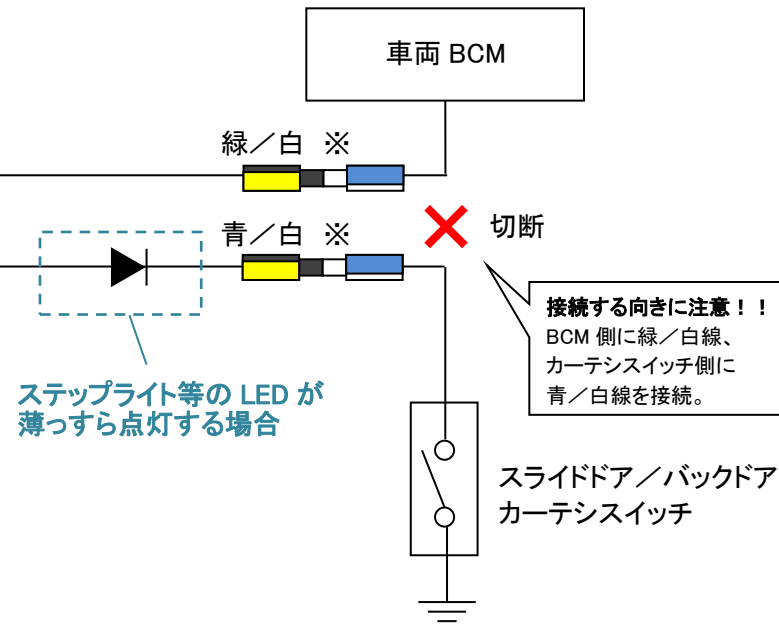 車両 BCM
緑／白 ※
青／白 ※
切断
接続する向きに注意！！
BCM 側に緑／白線、
カーテシスイッチ側に
青／白線を接続。
ステップライト等の LED が
薄っすら点灯する場合
スライドドア／バックドア
カーテシスイッチ